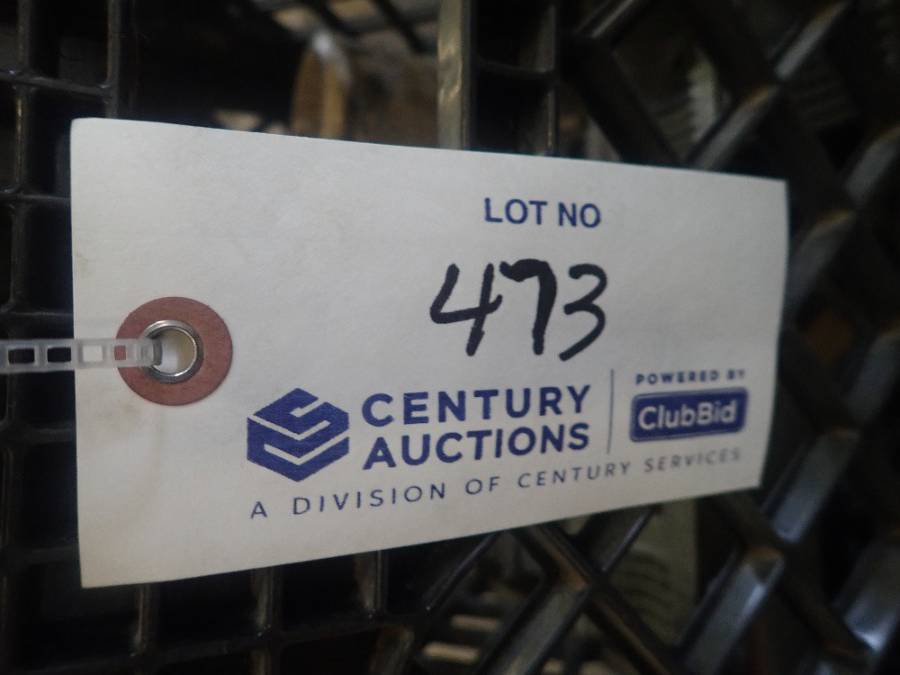 LOT NO
473
CENTURY AUCTIONS
POWERED BY
ClubBid
A DIVISION OF CENTURY SERVICES